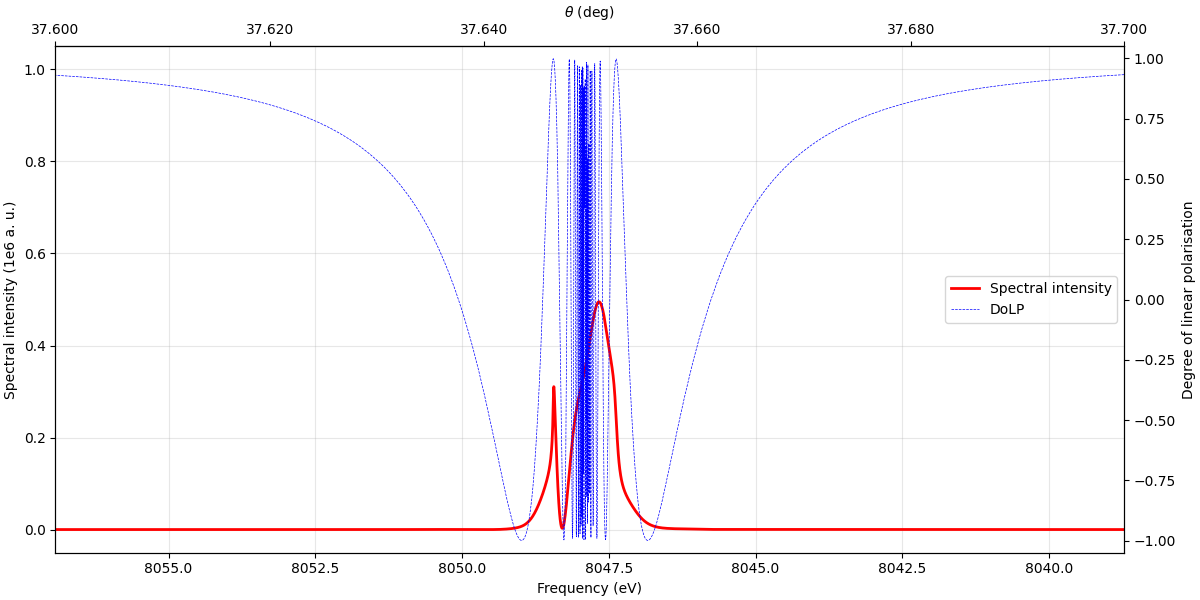 θ (deg)
37.600 37.620 37.640 37.660 37.680 37.700
1.0 0.8 0.6 0.4 0.2 0.0
Spectral intensity (1e6 a. u.)
1.00 0.75 0.50 0.25 0.00 −0.25 −0.50 −0.75 −1.00
Degree of linear polarisation
Spectral intensity
DoLP
8055.0 8052.5 8050.0 8047.5 8045.0 8042.5 8040.0
Frequency (eV)